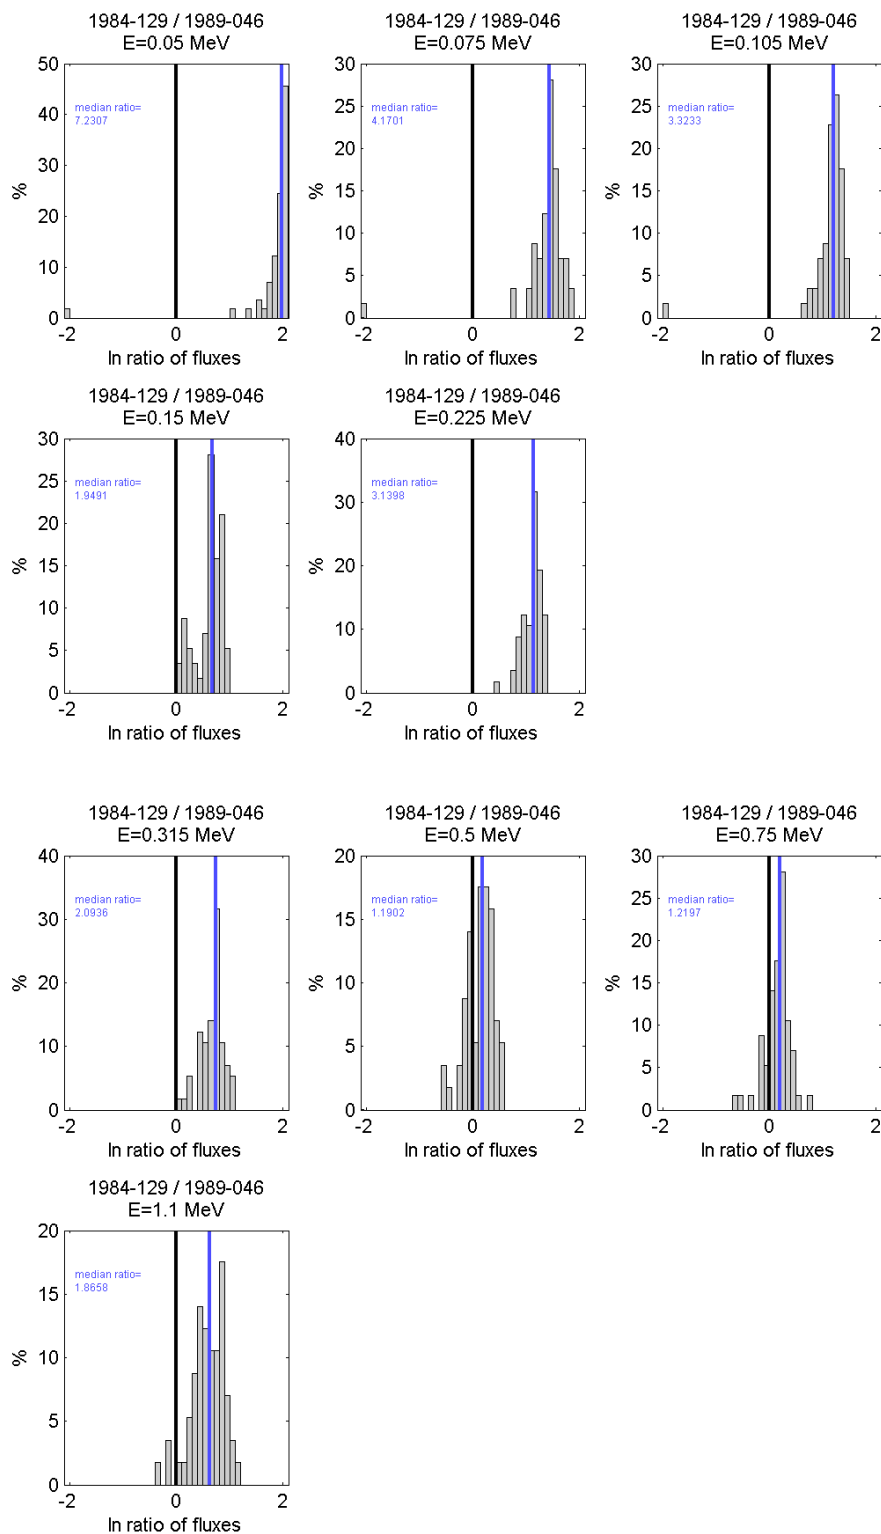 1984-129 / 1989-046
E=0.05 MeV
50
40
30
20
10
0
%
median ratio=
7.2307
-2
0
2
ln ratio of fluxes
1984-129 / 1989-046
E=0.075 MeV
30
25
20
15
10
5
0
%
median ratio=
4.1701
-2
0
2
ln ratio of fluxes
1984-129 / 1989-046
E=0.105 MeV
30
25
20
15
10
5
0
%
median ratio=
3.3233
-2
0
2
ln ratio of fluxes
1984-129 / 1989-046
E=0.15 MeV
30
25
20
15
10
5
0
%
median ratio=
1.9491
-2
0
2
ln ratio of fluxes
1984-129 / 1989-046
E=0.225 MeV
40
30
20
10
0
%
median ratio=
3.1398
-2
0
2
ln ratio of fluxes
1984-129 / 1989-046
E=0.315 MeV
40
30
20
10
0
%
median ratio=
2.0936
-2
0
2
ln ratio of fluxes
1984-129 / 1989-046
E=0.5 MeV
20
15
10
5
0
%
median ratio=
1.1902
-2
0
2
ln ratio of fluxes
1984-129 / 1989-046
E=0.75 MeV
30
25
20
15
10
5
0
%
median ratio=
1.2197
-2
0
2
ln ratio of fluxes
1984-129 / 1989-046
E=1.1 MeV
20
15
10
5
0
%
median ratio=
1.8658
-2
0
2
ln ratio of fluxes